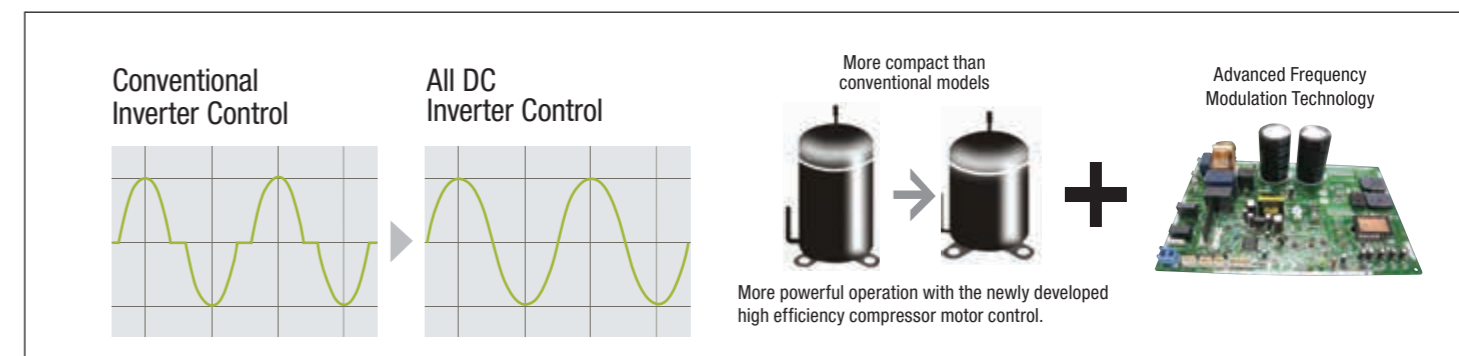 Conventional
Inverter Control
All DC
Inverter Control
More compact than
conventional models
Advanced Frequency
Modulation Technology
More powerful operation with the newly developed
high efficiency compressor motor control.